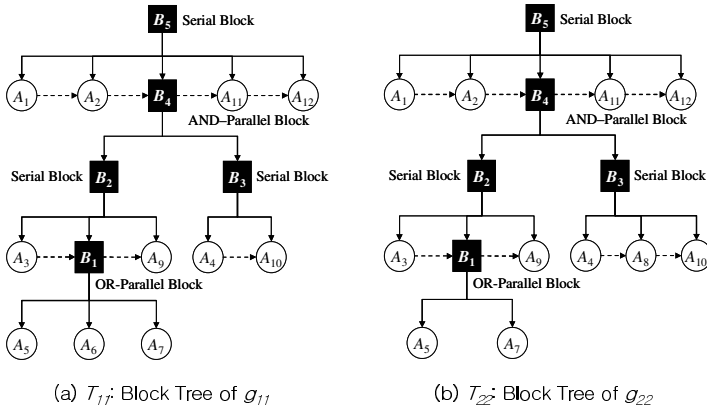 B5 Serial Block
A1 A2 B4 A11 A12
AND–Parallel Block
Serial Block B2 B3 Serial Block
A3 B1 A9 A4 A10
OR-Parallel Block
A5 A6 A7
(a) T11: Block Tree of g11
B5 Serial Block
A1 A2 B4 A11 A12
AND–Parallel Block
Serial Block B2 B3 Serial Block
A3 B1 A9 A4 A8 A10
OR-Parallel Block
A5 A7
(b) T22: Block Tree of g22